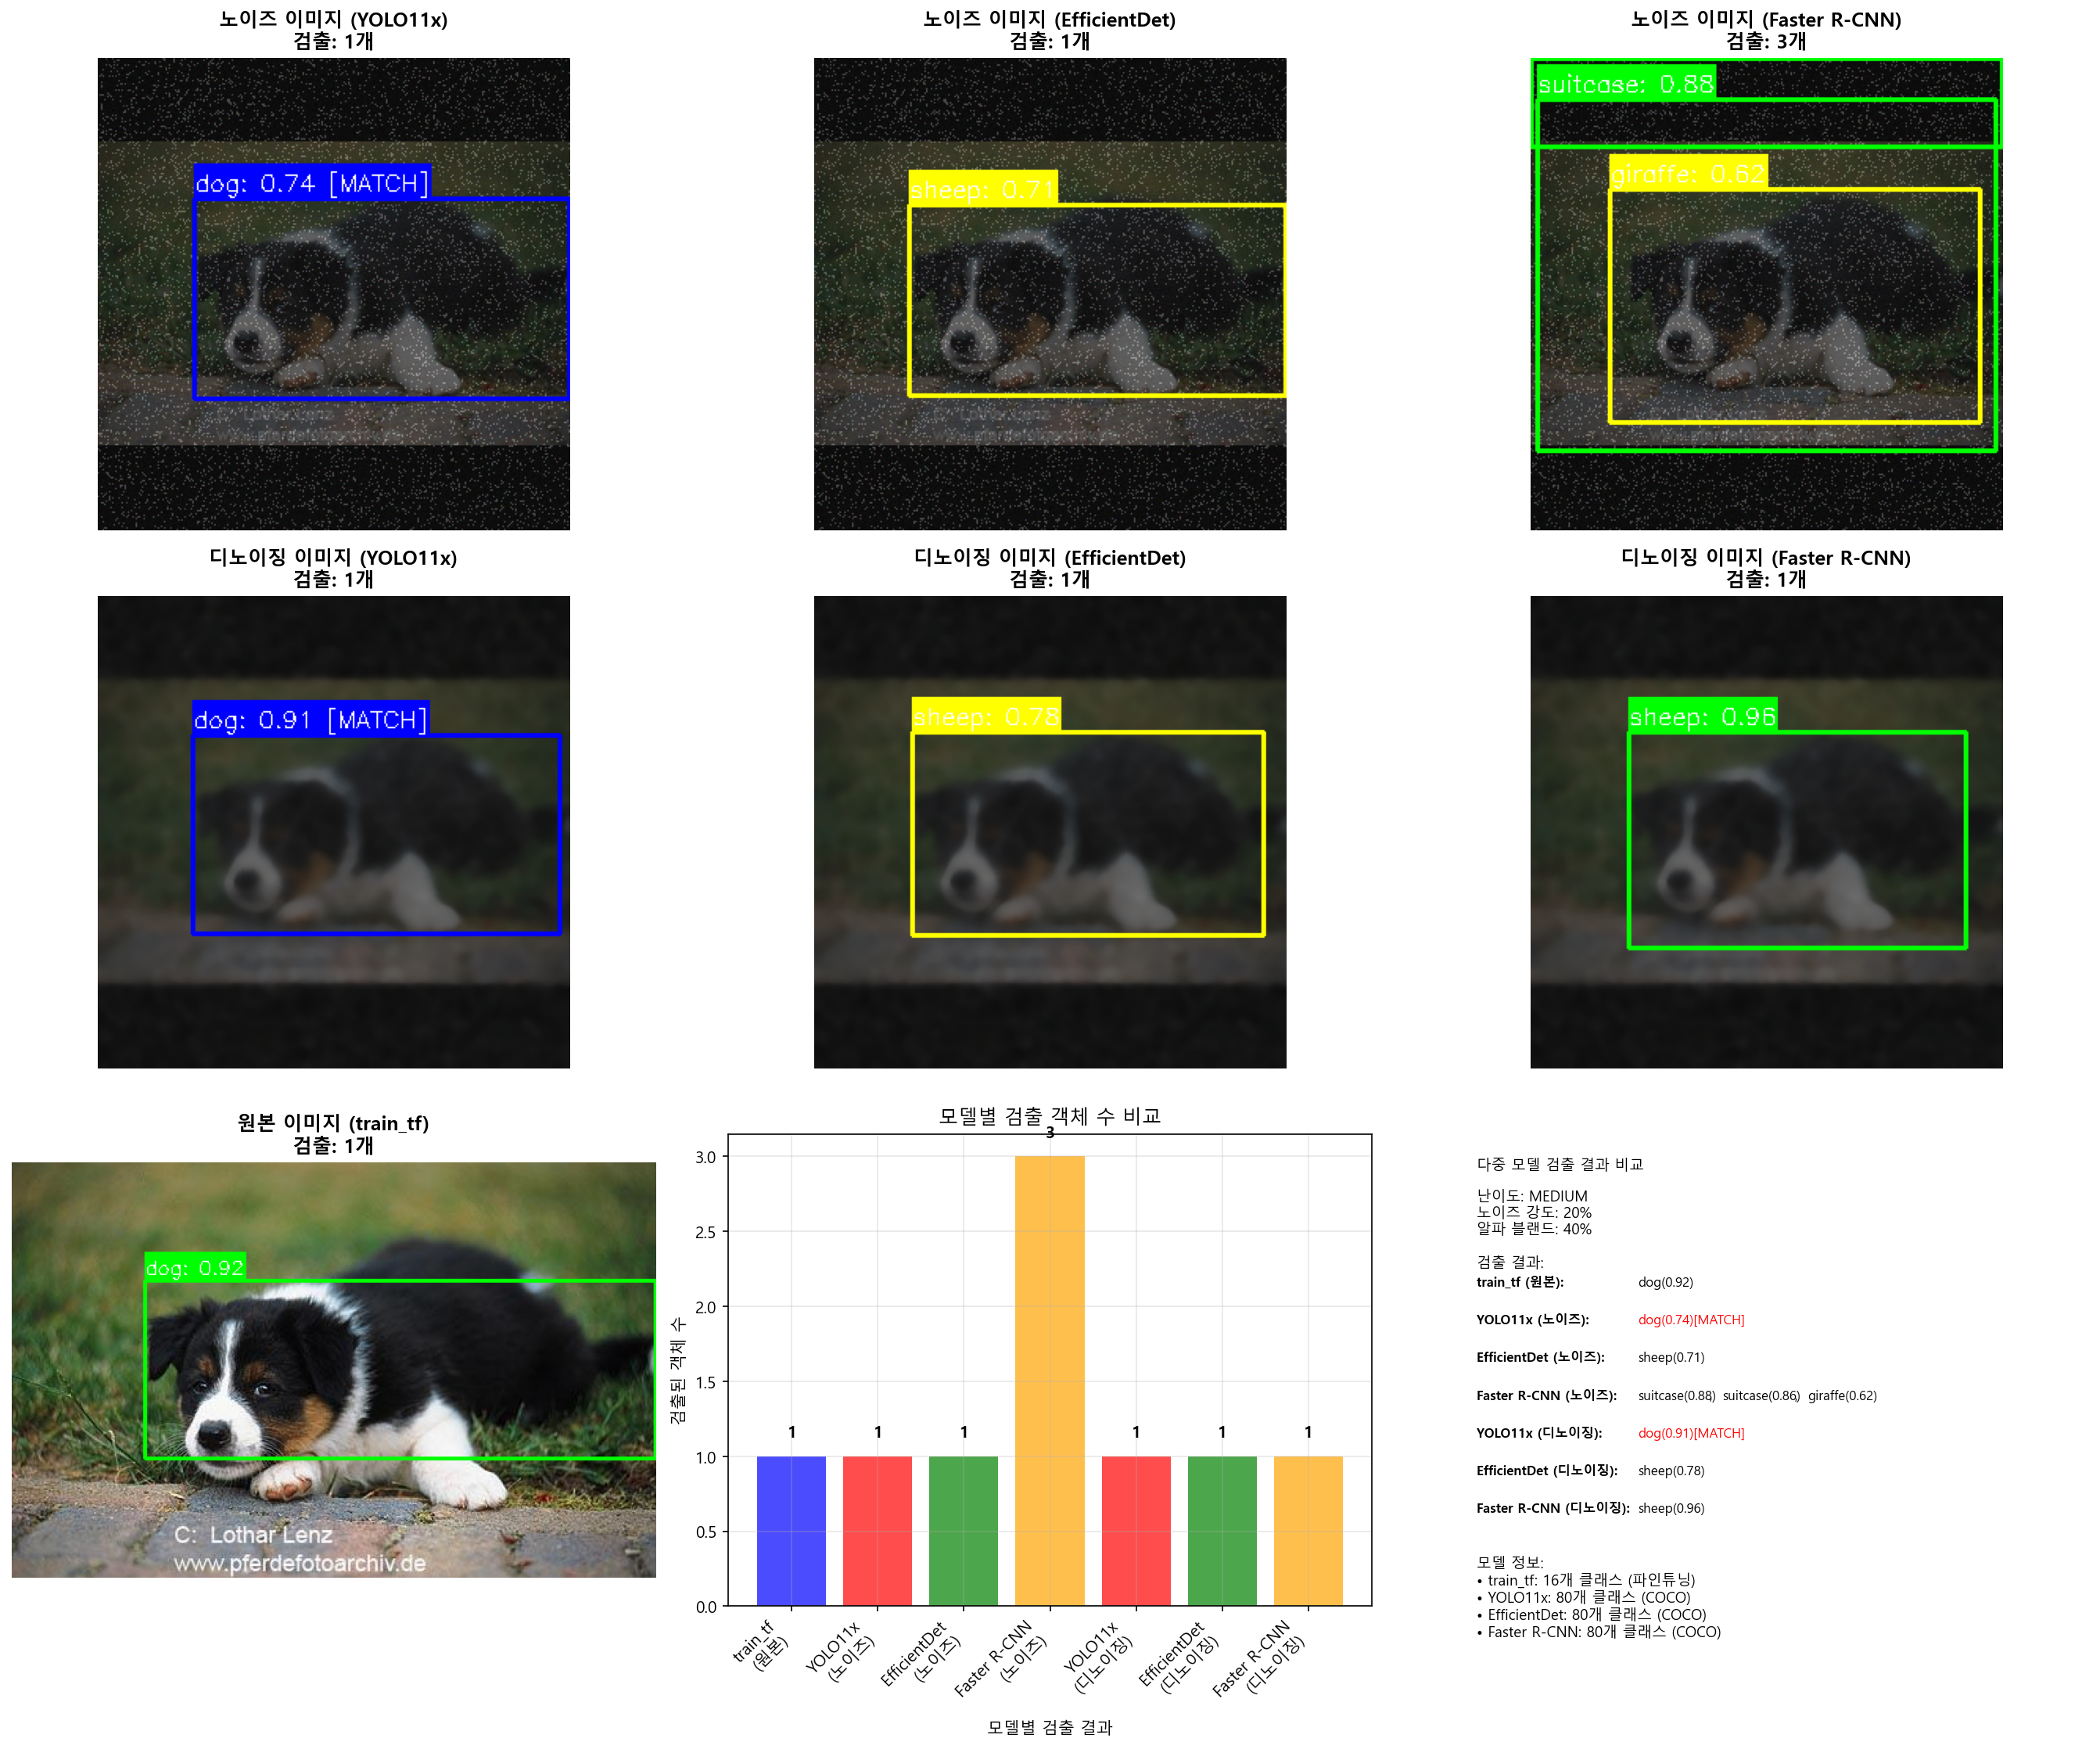 노이즈 이미지 (YOLO11x)
검출: 1개
dog: 0.74 [MATCH]
노이즈 이미지 (EfficientDet)
검출: 1개
sheep: 0.71
노이즈 이미지 (Faster R-CNN)
검출: 3개
suitcase: 0.88
giraffe: 0.62
디노이징 이미지 (YOLO11x)
검출: 1개
dog: 0.91 [MATCH]
디노이징 이미지 (EfficientDet)
검출: 1개
sheep: 0.78
디노이징 이미지 (Faster R-CNN)
검출: 1개
sheep: 0.96
원본 이미지 (train_tf)
검출: 1개
dog: 0.92
C: Lothar Lenz
www.pferdefotoarchiv.de
모델별 검출 객체 수 비교
검출된 객체 수
3.0
2.5
2.0
1.5
1.0
0.5
0.0
1
1
1
3
1
1
1
train_tf
(원본)
YOLO11x
(노이즈)
EfficientDet
(노이즈)
Faster R-CNN
(노이즈)
YOLO11x
(디노이징)
EfficientDet
(디노이징)
Faster R-CNN
(디노이징)
모델별 검출 결과
다중 모델 검출 결과 비교
난이도: MEDIUM
노이즈 강도: 20%
알파 블랜드: 40%
검출 결과:
train_tf (원본): dog(0.92)
YOLO11x (노이즈): dog(0.74)[MATCH]
EfficientDet (노이즈): sheep(0.71)
Faster R-CNN (노이즈): suitcase(0.88) suitcase(0.86) giraffe(0.62)
YOLO11x (디노이징): dog(0.91)[MATCH]
EfficientDet (디노이징): sheep(0.78)
Faster R-CNN (디노이징): sheep(0.96)
모델 정보:
• train_tf: 16개 클래스 (파인튜닝)
• YOLO11x: 80개 클래스 (COCO)
• EfficientDet: 80개 클래스 (COCO)
• Faster R-CNN: 80개 클래스 (COCO)